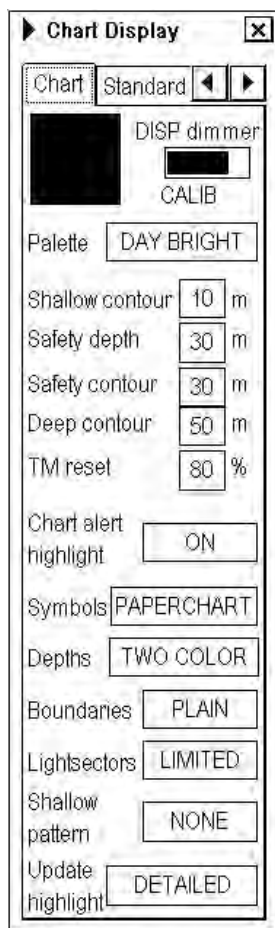 Chart Display
Chart Standard
DISP dimmer
CALIB
Palette DAY BRIGHT
Shallow contour 10 m
Safety depth 30 m
Safety contour 30 m
Deep contour 50 m
TM reset 80 %
Chart alert
highlight ON
Symbols PAPERCHART
Depths TWO COLOR
Boundaries PLAIN
Lightsectors LIMITED
Shallow
pattern NONE
Update
highlight DETAILED